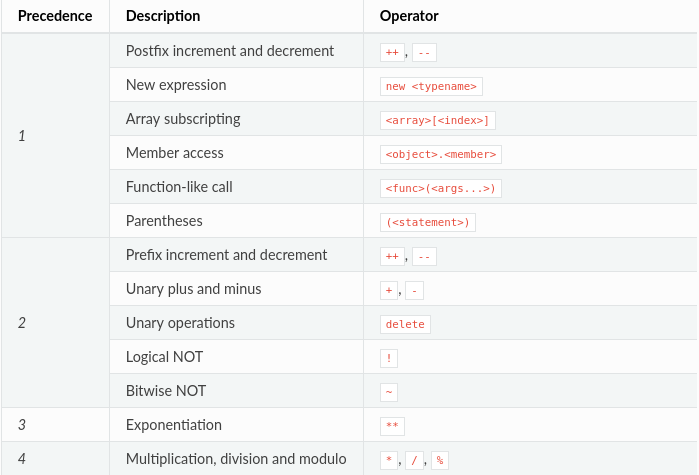 Precedence Description Operator
1
Postfix increment and decrement ++, --
New expression new <typename>
Array subscripting <array>[<index>]
Member access <object>.<member>
Function-like call <func>(<args...>)
Parentheses (<statement>)
2
Prefix increment and decrement ++, --
Unary plus and minus +, -
Unary operations delete
Logical NOT !
Bitwise NOT ~
3 Exponentiation **
4 Multiplication, division and modulo *, /, %